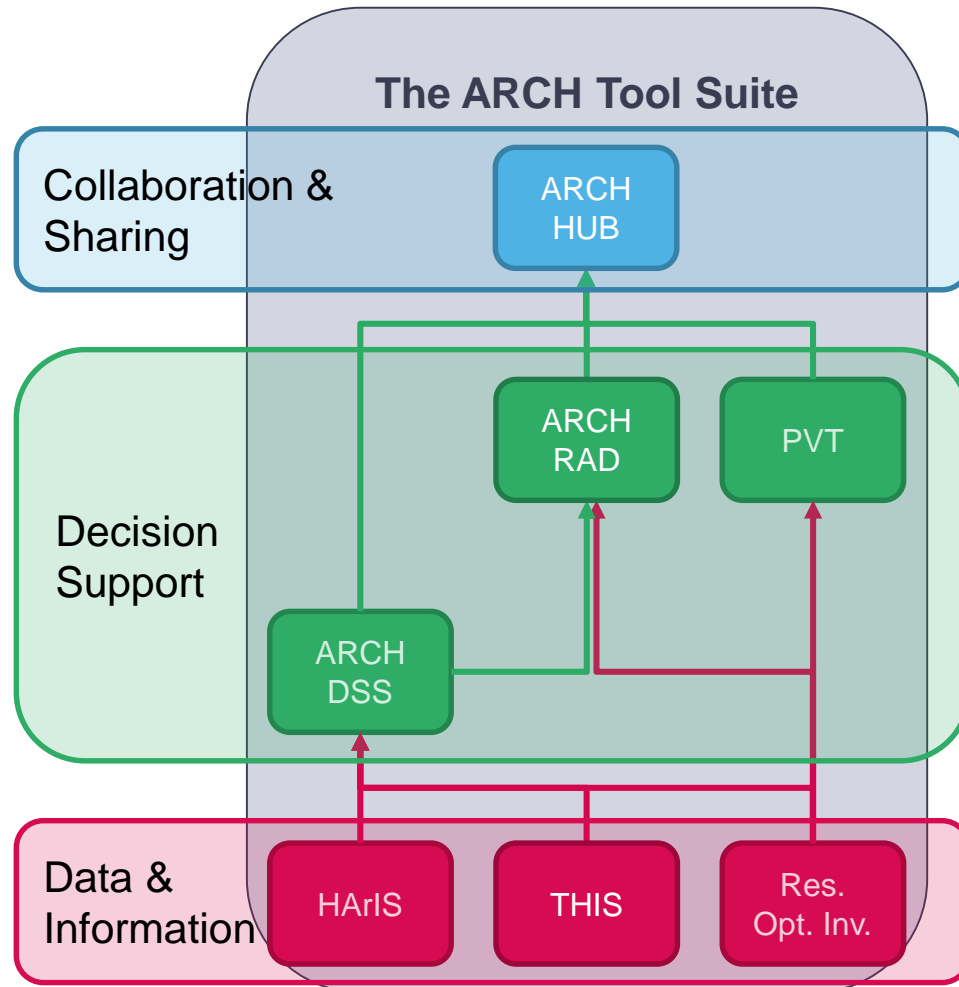 The ARCH Tool Suite
Collaboration &
Sharing
ARCH
HUB
Decision
Support
ARCH
RAD
PVT
ARCH
DSS
Data &
Information
HArIS
THIS
Res.
Opt. Inv.